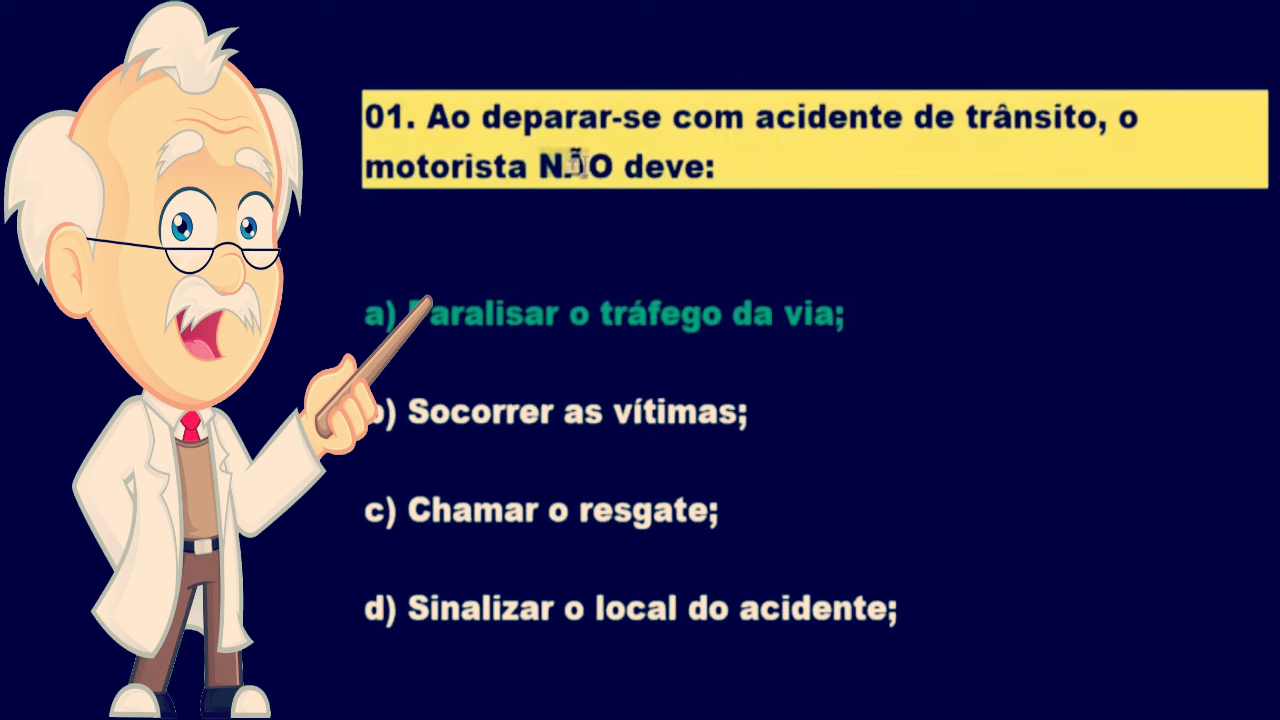 01. Ao deparar-se com acidente de trânsito, o
motorista NÃO deve:
a) Paralisar o tráfego da via;
b) Socorrer as vítimas;
c) Chamar o resgate;
d) Sinalizar o local do acidente;